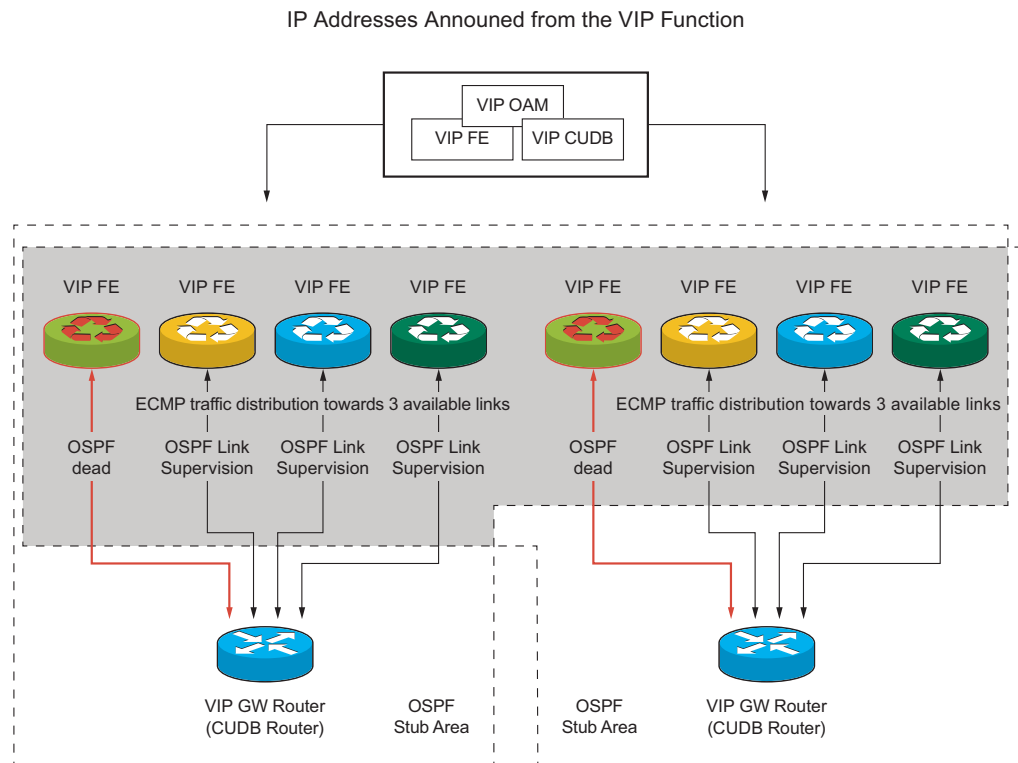 IP Addresses Announed from the VIP Function
VIP OAM
VIP FE
VIP CUDB
VIP FE
VIP FE
VIP FE
VIP FE
VIP FE
VIP FE
VIP FE
VIP FE
ECMP traffic distribution towards 3 available links
ECMP traffic distribution towards 3 available links
OSPF
dead
OSPF Link
Supervision
OSPF Link
Supervision
OSPF Link
Supervision
OSPF
dead
OSPF Link
Supervision
OSPF Link
Supervision
OSPF Link
Supervision
VIP GW Router
(CUDB Router)
OSPF
Stub Area
OSPF
Stub Area
VIP GW Router
(CUDB Router)